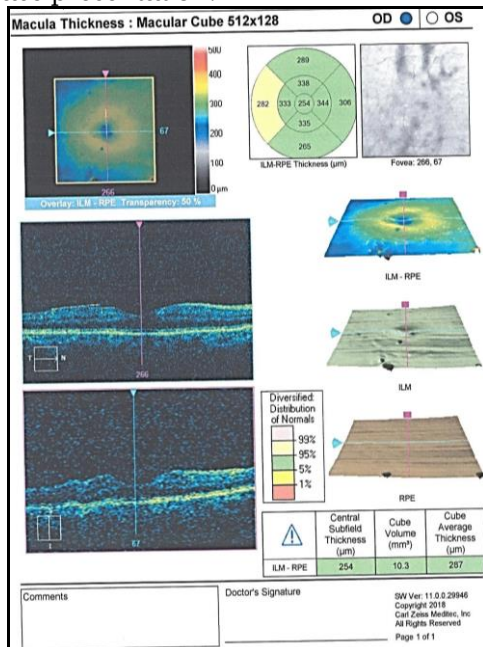 Macula Thickness : Macular Cube 512x128
OD OS
500
400
300
200
100
0 µm
67
266
Overlay: ILM - RPE Transparency: 50 %
289
338
282 333 254 344 306
335
265
ILM-RPE Thickness (µm)
Fovea: 266, 67
ILM - RPE
T N
266
ILM
Diversified:
Distribution
of Normals
99%
95%
5%
1%
RPE
67
Central
Subfield
Thickness
(µm)
Cube
Volume
(mm³)
Cube
Average
Thickness
(µm)
ILM - RPE 254 10.3 287
Comments
Doctor's Signature
SW Ver: 11.0.0.29946
Copyright 2018
Carl Zeiss Meditec, Inc
All Rights Reserved
Page 1 of 1